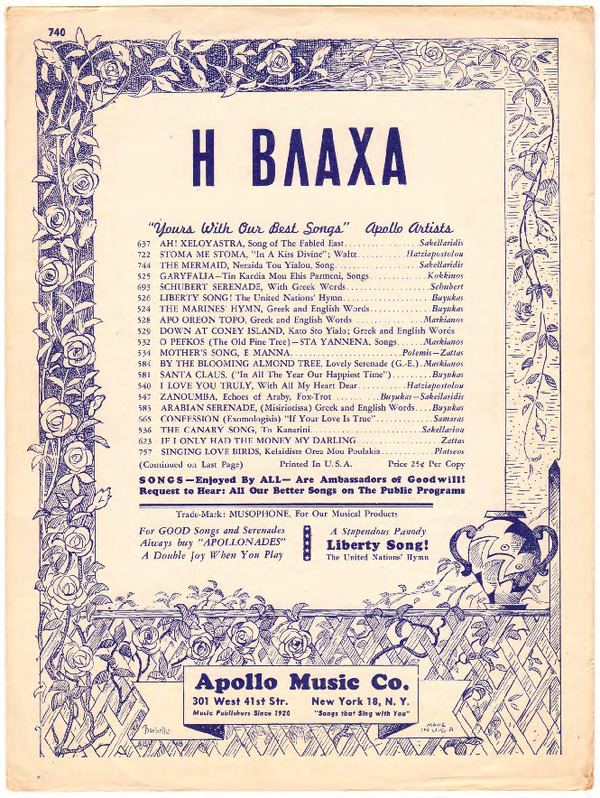 740
Η ΒΛΑΧΑ
"Yours With Our Best Songs" Apollo Artists
637 AH! XELOYASTRA, Song of The Fabled East.................Sakellaridis
722 STOMA ME STOMA, "In A Kiss Divine"; Waltz...........Hatziapostolou
744 THE MERMAID, Neraida Tou Yialou, Song.................Sakellaridis
525 GARYFALIA—Tin Kardia Mou Ehis Parmeni, Songs............Kokkinos
693 SCHUBERT SERENADE, With Greek Words.................Schubert
526 LIBERTY SONG! The United Nations' Hymn.................Buyukas
524 THE MARINES' HYMN, Greek and English Words.............Buyukas
528 APO OREON TOPO, Greek and English Words..............Markianos
529 DOWN AT CONEY ISLAND, Kato Sto Yialo; Greek and English Words
532 O PEFKOS (The Old Pine Tree)—STA YANNENA, Songs......Markianos
534 MOTHER'S SONG, E MANNA.........................Polemis—Zattas
584 BY THE BLOOMING ALMOND TREE, Lovely Serenade (G.-E.).Markianos
581 SANTA CLAUS, ("In All The Year Our Happiest Time")........Buyukas
540 I LOVE YOU TRULY, With All My Heart Dear..........Hatziapostolou
547 ZANOUMBA, Echoes of Araby, Fox-Trot ........Buyukas—Sakellaridis
583 ARABIAN SERENADE, (Misiriorissa) Greek and English Words....Buyukas
665 CONFESSION (Exomologisis) "If Your Love Is True"...........Samaras
536 THE CANARY SONG, To Kanarini.......................Sakellariou
623 IF I ONLY HAD THE MONEY MY DARLING.................Zattas
757 SINGING LOVE BIRDS, Kelaidiste Orea Mou Poulakia.........Platseos
(Continued on Last Page) Printed In U.S.A. Price 25¢ Per Copy
SONGS—Enjoyed By ALL—Are Ambassadors of Goodwill!
Request to Hear: All Our Better Songs on The Public Programs
Trade-Mark: MUSOPHONE, For Our Musical Products
For GOOD Songs and Serenades
Always buy "APOLLONADES"
A Double Joy When You Play
A Stupendous Parody
Liberty Song!
The United Nations' Hymn
Apollo Music Co.
301 West 41st Str. New York 18, N. Y.
Music Publishers Since 1920 "Songs that Sing with You"
MADE
IN U.S.A